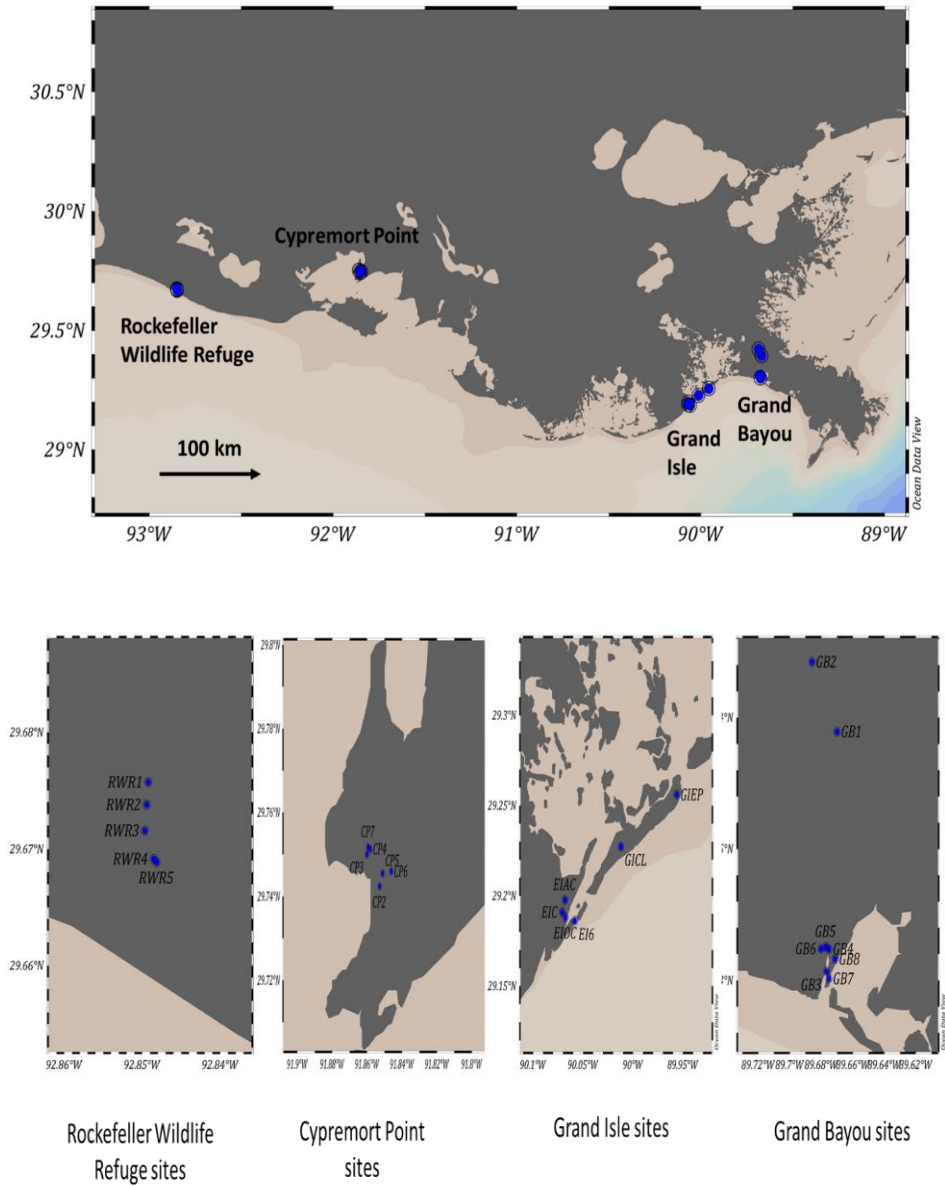 30.5°N
30°N
29.5°N
29°N
93°W
92°W
91°W
90°W
89°W
Cypremort Point
Rockefeller
Wildlife Refuge
100 km
Grand
Isle
Grand
Bayou
Ocean Data View
29.68°N
29.67°N
29.66°N
RWR1
RWR2
RWR3
RWR4
RWR5
92.86°W
92.85°W
92.84°W
29.8°N
29.78°N
29.76°N
29.74°N
29.72°N
CP7
CP4
CP3
CP5
CP6
CP2
91.9°W
91.88°W
91.86°W
91.84°W
91.82°W
91.8°W
29.3°N
29.25°N
29.2°N
29.15°N
GIEP
GICL
EIAC
EIC
EIOC
EI6
90.1°W
90.05°W
90°W
89.95°W
Ocean Data View
GB2
GB1
GB5
GB6
GB4
GB8
GB3
GB7
89.72°W
89.7°W
89.68°W
89.66°W
89.64°W
89.62°W
Ocean Data View
Rockefeller Wildlife
Refuge sites
Cypremort Point
sites
Grand Isle sites
Grand Bayou sites